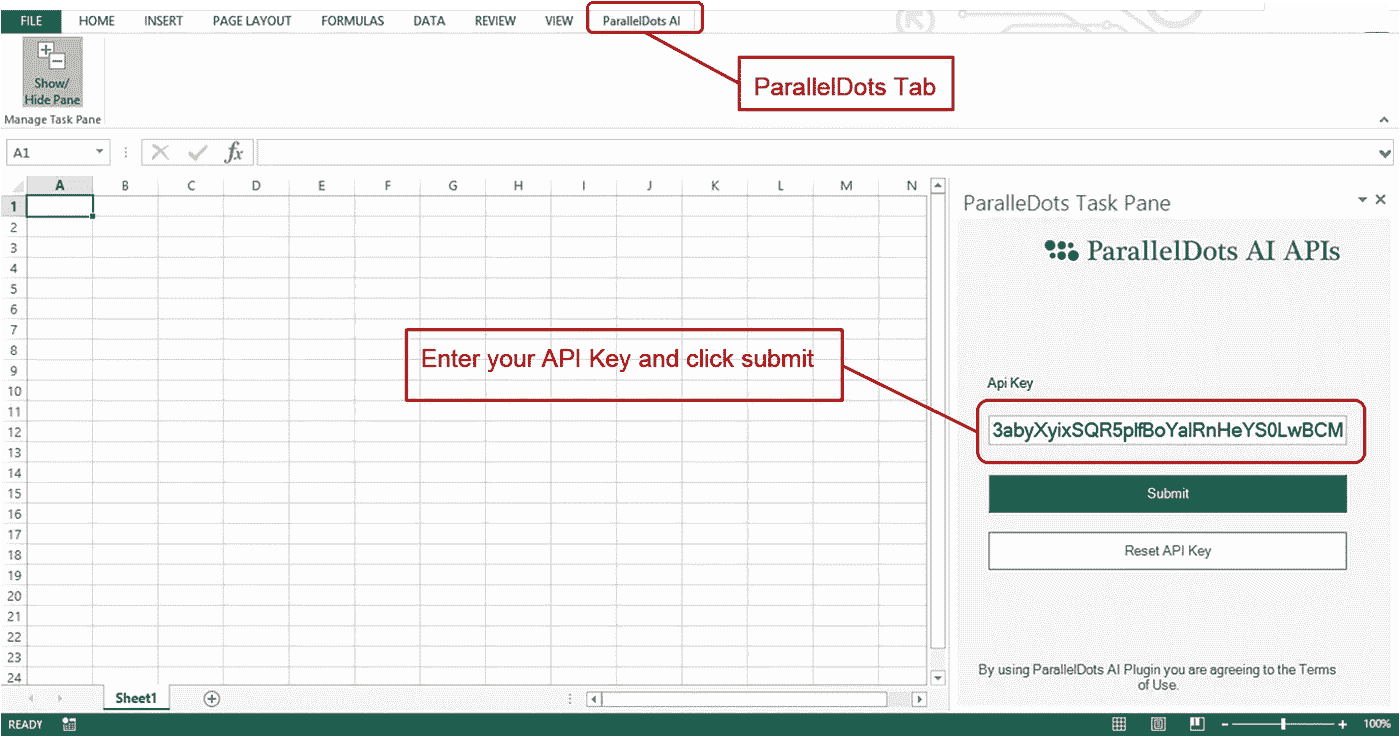 FILE HOME INSERT PAGE LAYOUT FORMULAS DATA REVIEW VIEW ParallelDots AI
Show/
Hide Pane
Manage Task Pane
ParallelDots Tab
A1 fx
A B C D E F G H I J K L M N
1
2
3
4
5
6
7
8
9
10
11
12
13
14
15
16
17
18
19
20
21
22
23
24
Enter your API Key and click submit
ParalleDots Task Pane
ParallelDots AI APIs
Api Key
3abyXyixSQR5plfBoYalRnHeYS0LwBCM
Submit
Reset API Key
By using ParallelDots AI Plugin you are agreeing to the Terms
of Use.
Sheet1
READY 100%